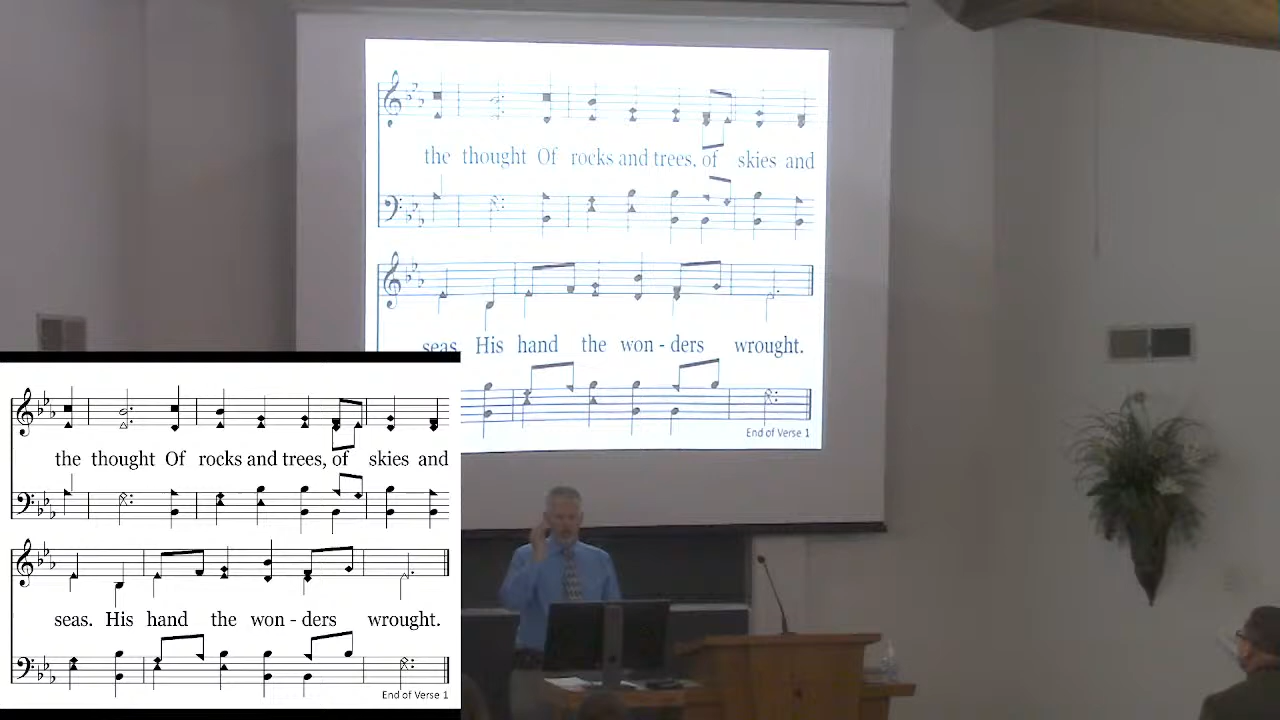 the thought Of rocks and trees, of skies and
seas. His hand the won - ders wrought.
End of Verse 1
the thought Of rocks and trees, of skies and
seas. His hand the won - ders wrought.
End of Verse 1